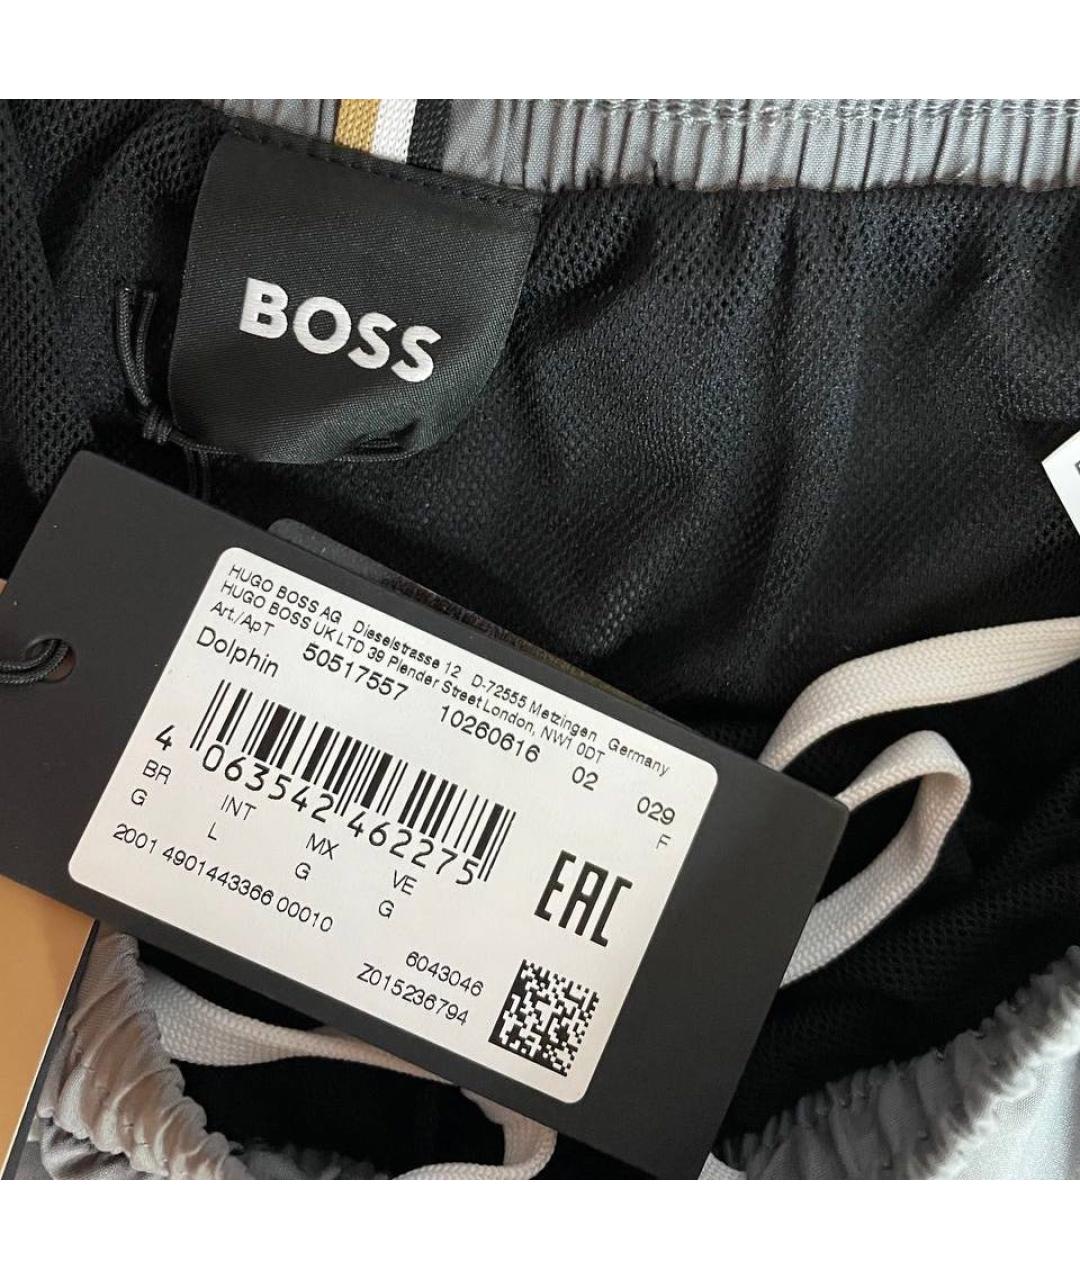 BOSS
HUGO BOSS AG Dieselstrasse 12 D-72555 Metzingen Germany
HUGO BOSS UK LTD 39 Plender Street London, NW1 0DT
Art./АрТ 50517557 10260616 02 029
Dolphin F
4 063542 462275
BR INT MX VE
G L G G
2001 4901443366 00010
EAC
6043046
Z015236794